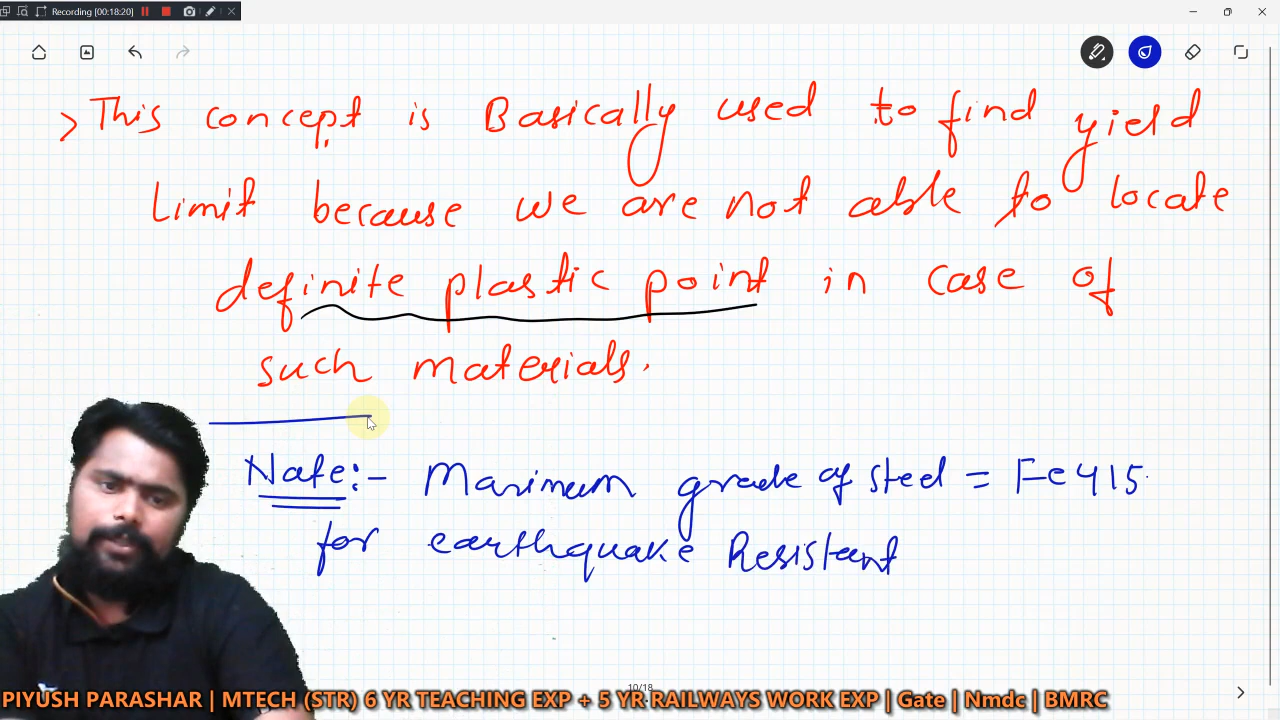 Recording [00:18:20]
> This concept is Basically used to find yield
Limit because we are not able to locate
definite plastic point in case of
such materials.
Note:- Maximum grade of steel = Fe415
for earthquake Resistant
10/18
PIYUSH PARASHAR | MTECH (STR) 6 YR TEACHING EXP + 5 YR RAILWAYS WORK EXP | Gate | Nmdc | BMRC